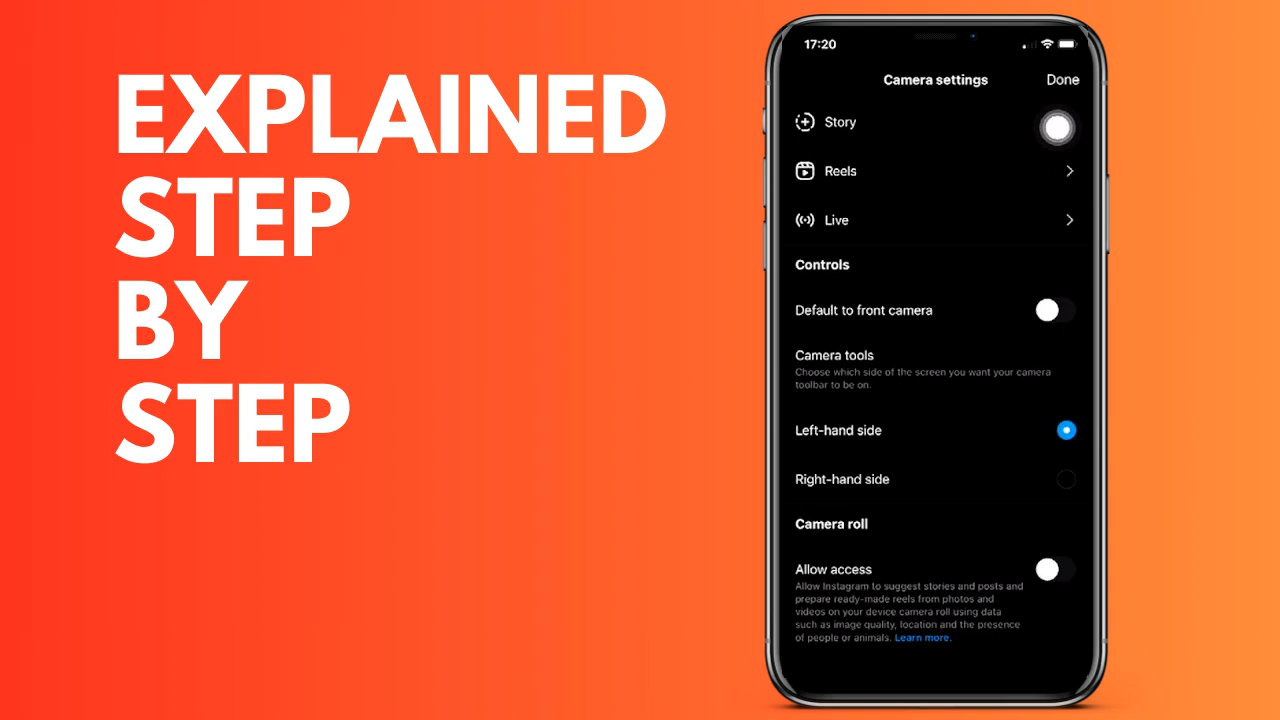 EXPLAINED
STEP
BY
STEP
17:20
Camera settings
Done
Story
Reels
Live
Controls
Default to front camera
Camera tools
Choose which side of the screen you want your camera
toolbar to be on.
Left-hand side
Right-hand side
Camera roll
Allow access
Allow Instagram to suggest stories and posts and
prepare ready-made reels from photos and
videos on your device camera roll using data
such as image quality, location and the presence
of people or animals. Learn more.